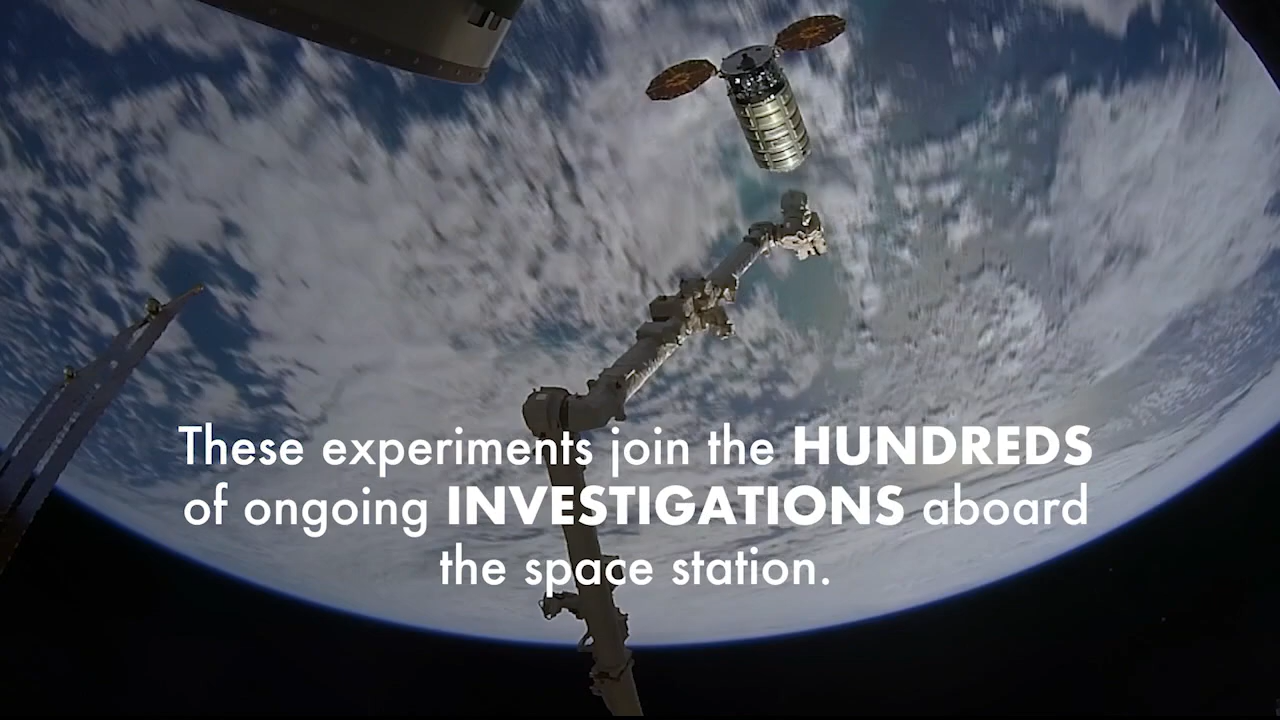 These experiments join the HUNDREDS
of ongoing INVESTIGATIONS aboard
the space station.